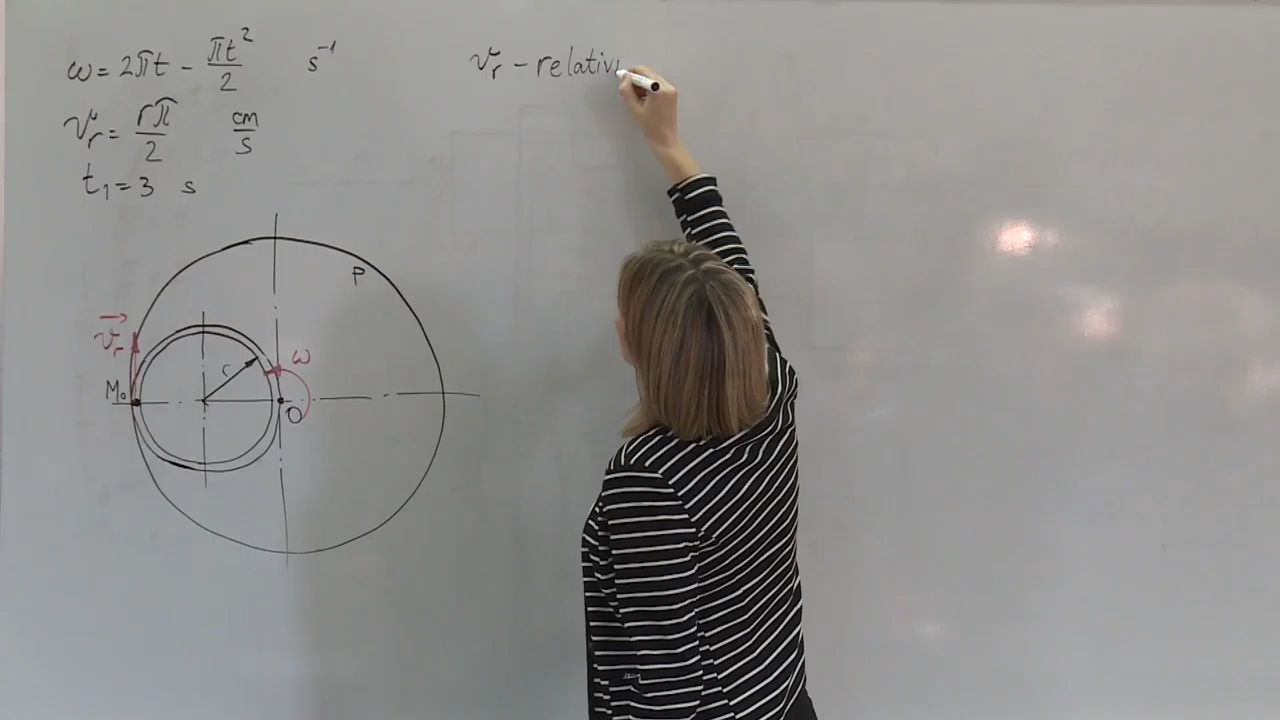 ω = 2πt - πt²/2 s⁻¹
v_r = rπ/2 cm/s
t₁ = 3 s
v_r - relativ
P
v_r
r
ω
M₀
O